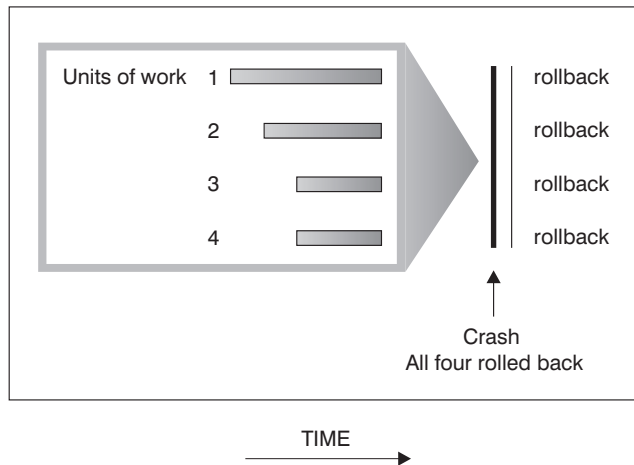 Units of work 1 rollback
2 rollback
3 rollback
4 rollback
Crash
All four rolled back
TIME